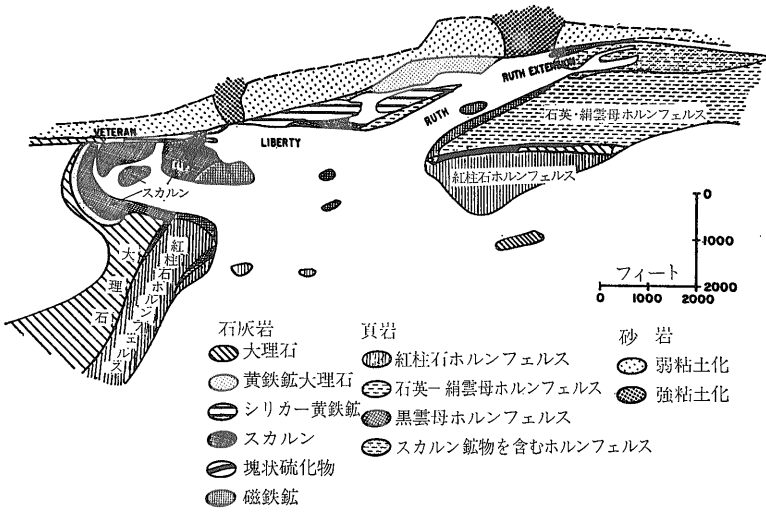 RUTH EXTENSION
石英・絹雲母ホルンフェルス
RUTH
VETERAN
LIBERTY
紅柱石ホルンフェルス
スカルン
0
1000
2000
フィート
0 1000 2000
大理石
紅柱石ホルンフェルス
石灰岩
大理石
黄鉄鉱大理石
シリカー黄鉄鉱
スカルン
塊状硫化物
磁鉄鉱
頁岩
紅柱石ホルンフェルス
石英ー絹雲母ホルンフェルス
黒雲母ホルンフェルス
スカルン鉱物を含むホルンフェルス
砂岩
弱粘土化
強粘土化